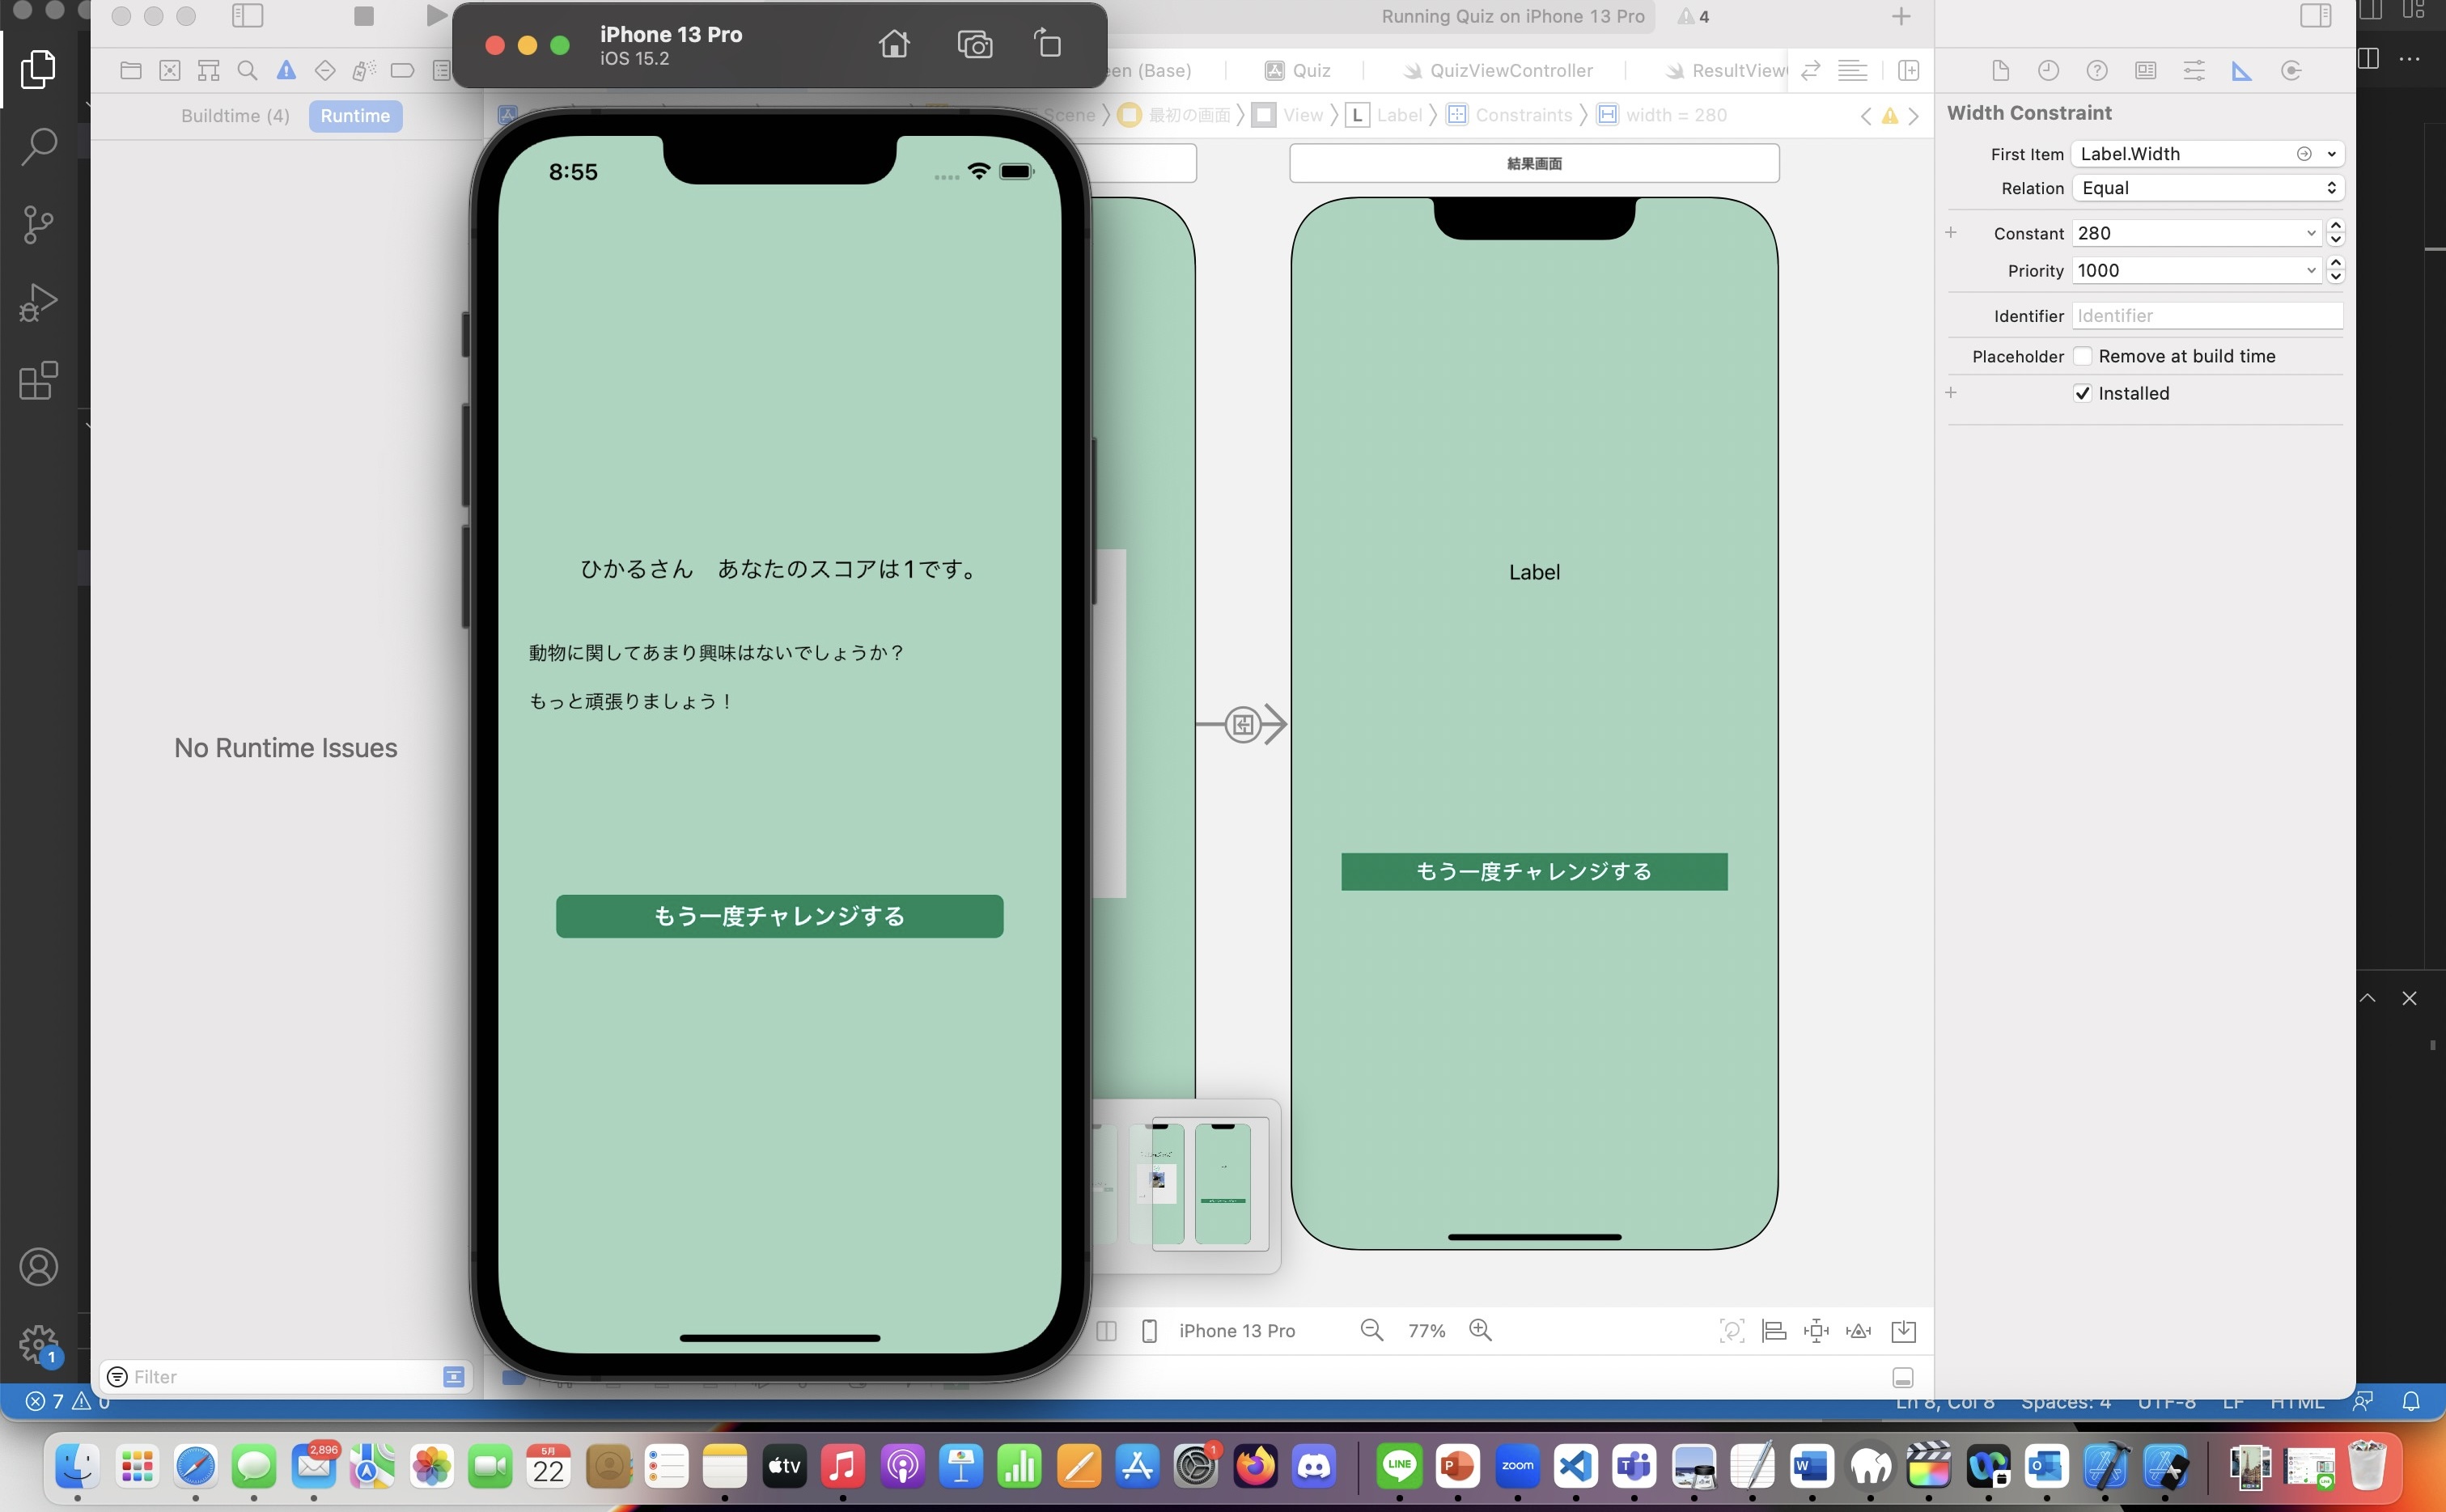 iPhone 13 Pro
iOS 15.2
Running Quiz on iPhone 13 Pro
4
een (Base)
Quiz
QuizViewController
ResultView
Buildtime (4)
Runtime
Scene
最初の画面
View
L
Label
Constraints
width = 280
No Runtime Issues
Filter
8:55
ひかるさん　あなたのスコアは1です。
動物に関してあまり興味はないでしょうか？
もっと頑張りましょう！
もう一度チャレンジする
結果画面
Label
もう一度チャレンジする
iPhone 13 Pro
77%
Width Constraint
First Item
Label.Width
Relation
Equal
Constant
280
Priority
1000
Identifier
Identifier
Placeholder
Remove at build time
Installed
1
7
0
Ln 8, Col 8
Spaces: 4
UTF-8
LF
HTML
2,896
5月
22
tv
1
LINE
P
zoom
T
W
O